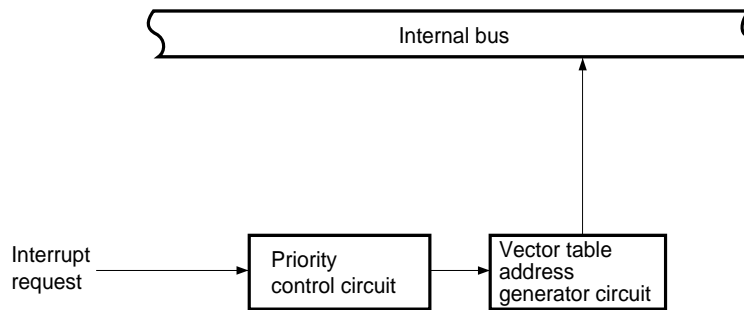 Internal bus
Interrupt
request
Priority
control circuit
Vector table
address
generator circuit